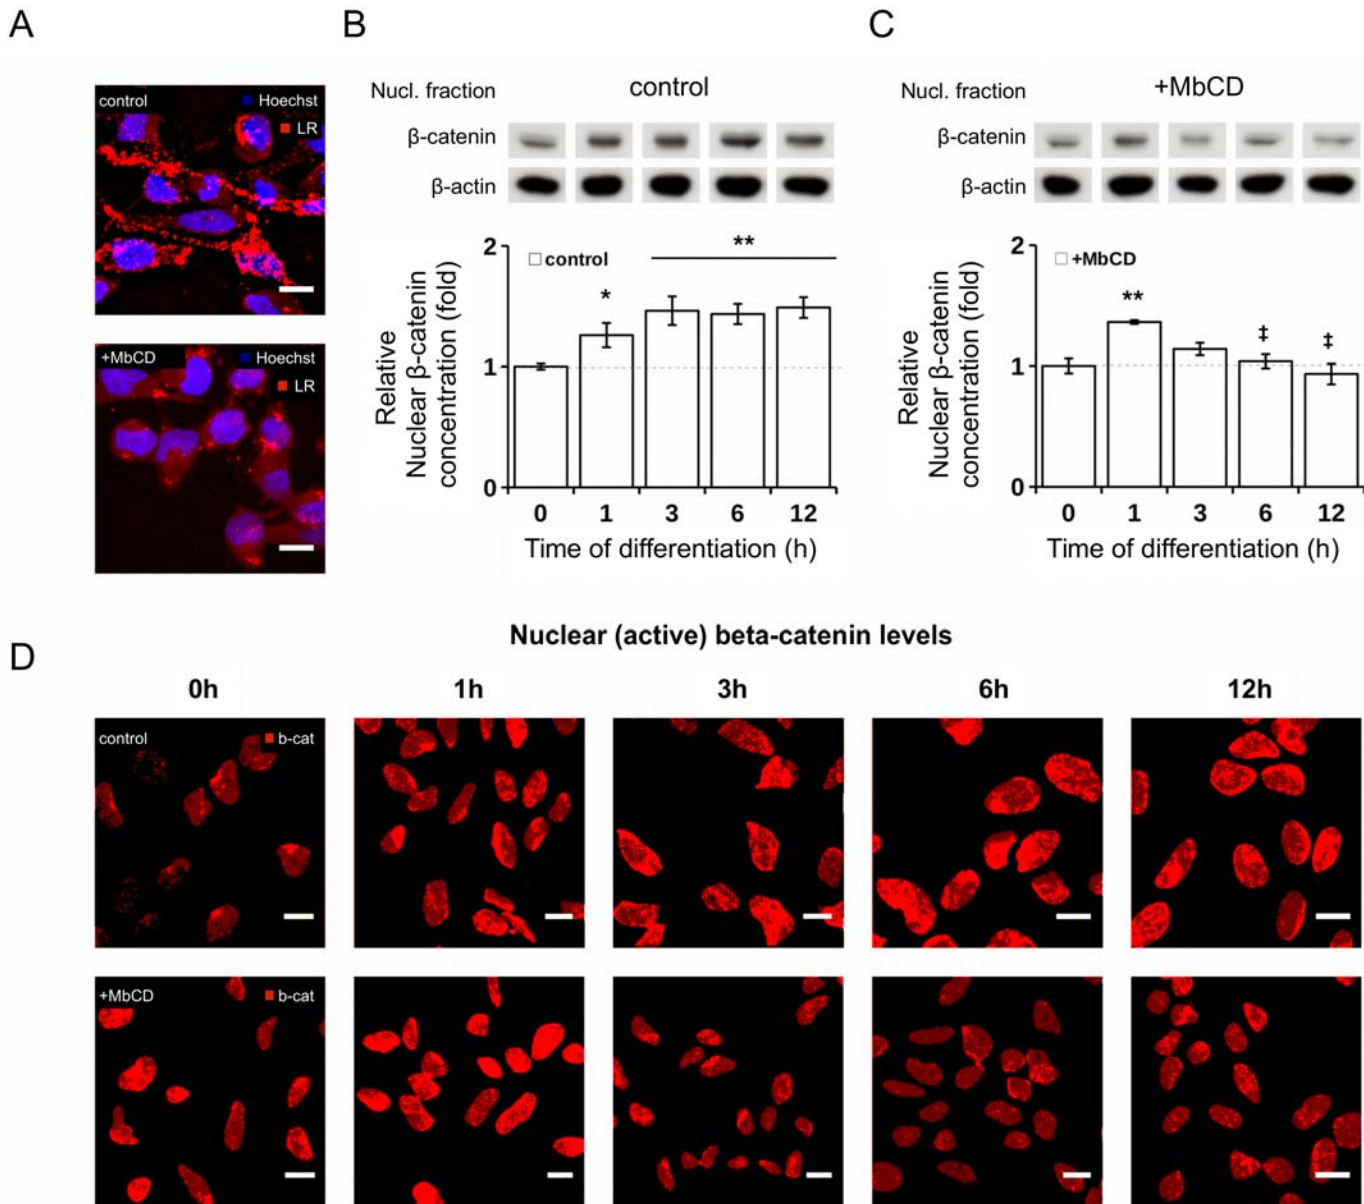 A
control
Hoechst
LR
+MbCD
Hoechst
LR
B
Nucl. fraction
control
β-catenin
β-actin
2
1
0
Relative
Nuclear β-catenin
concentration (fold)
control
*
**
0 1 3 6 12
Time of differentiation (h)
C
Nucl. fraction
+MbCD
β-catenin
β-actin
2
1
0
Relative
Nuclear β-catenin
concentration (fold)
+MbCD
**
‡
‡
0 1 3 6 12
Time of differentiation (h)
D
Nuclear (active) beta-catenin levels
0h 1h 3h 6h 12h
control
b-cat
+MbCD
b-cat